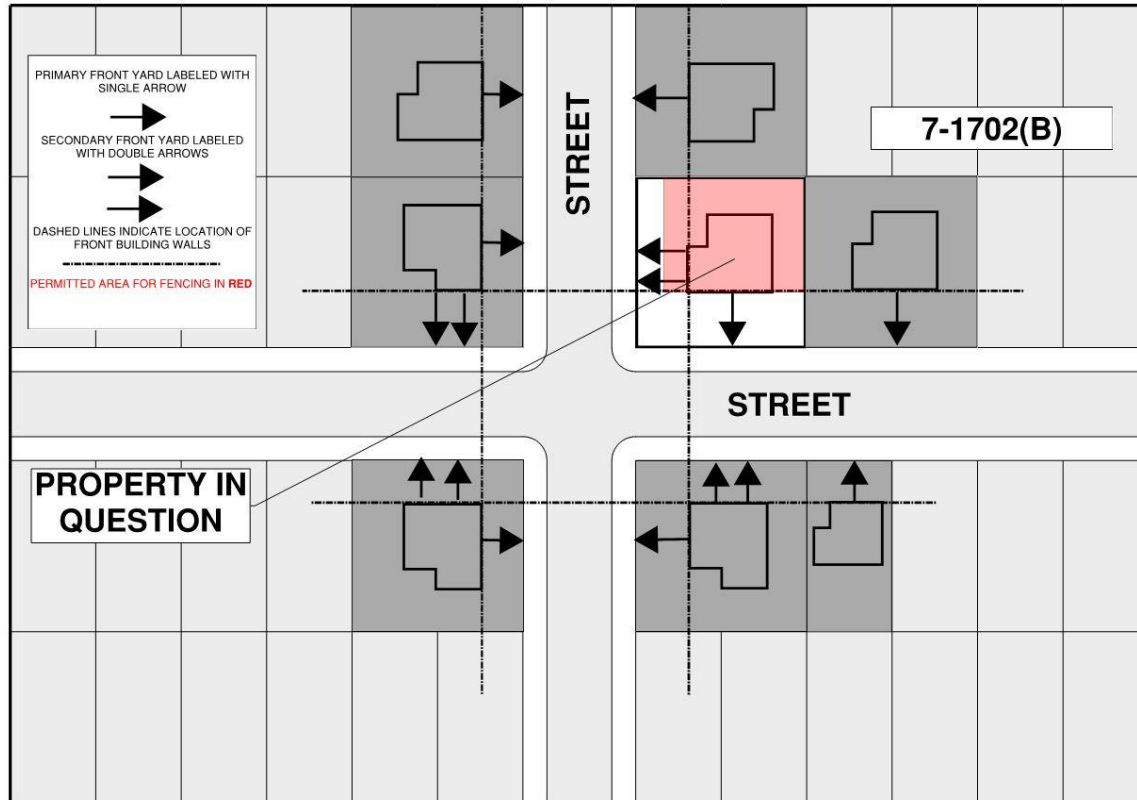 PRIMARY FRONT YARD LABELED WITH
SINGLE ARROW
SECONDARY FRONT YARD LABELED
WITH DOUBLE ARROWS
DASHED LINES INDICATE LOCATION OF
FRONT BUILDING WALLS
PERMITTED AREA FOR FENCING IN RED
STREET
7-1702(B)
STREET
PROPERTY IN
QUESTION